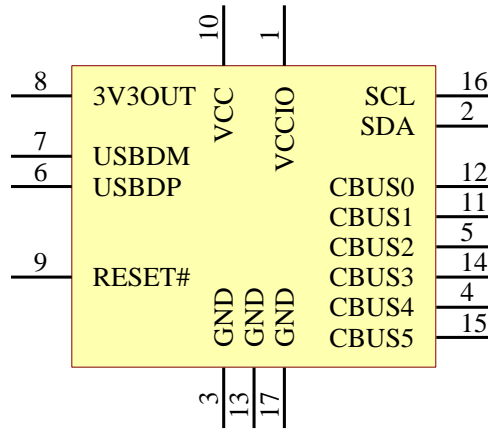 10 1
8 3V3OUT VCC VCCIO SCL 16
SDA 2
7 USBDM
6 USBDP CBUS0 12
CBUS1 11
CBUS2 5
9 RESET# CBUS3 14
GND GND GND CBUS4 4
CBUS5 15
3 13 17